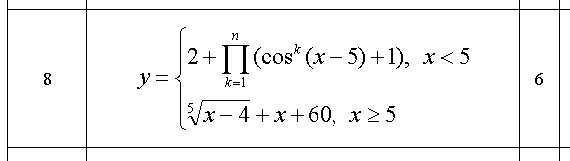 8
y = { 2 + ∏_{k=1}^{n} (cos^k (x − 5) + 1), x < 5
⁵√(x − 4) + x + 60, x ≥ 5
6